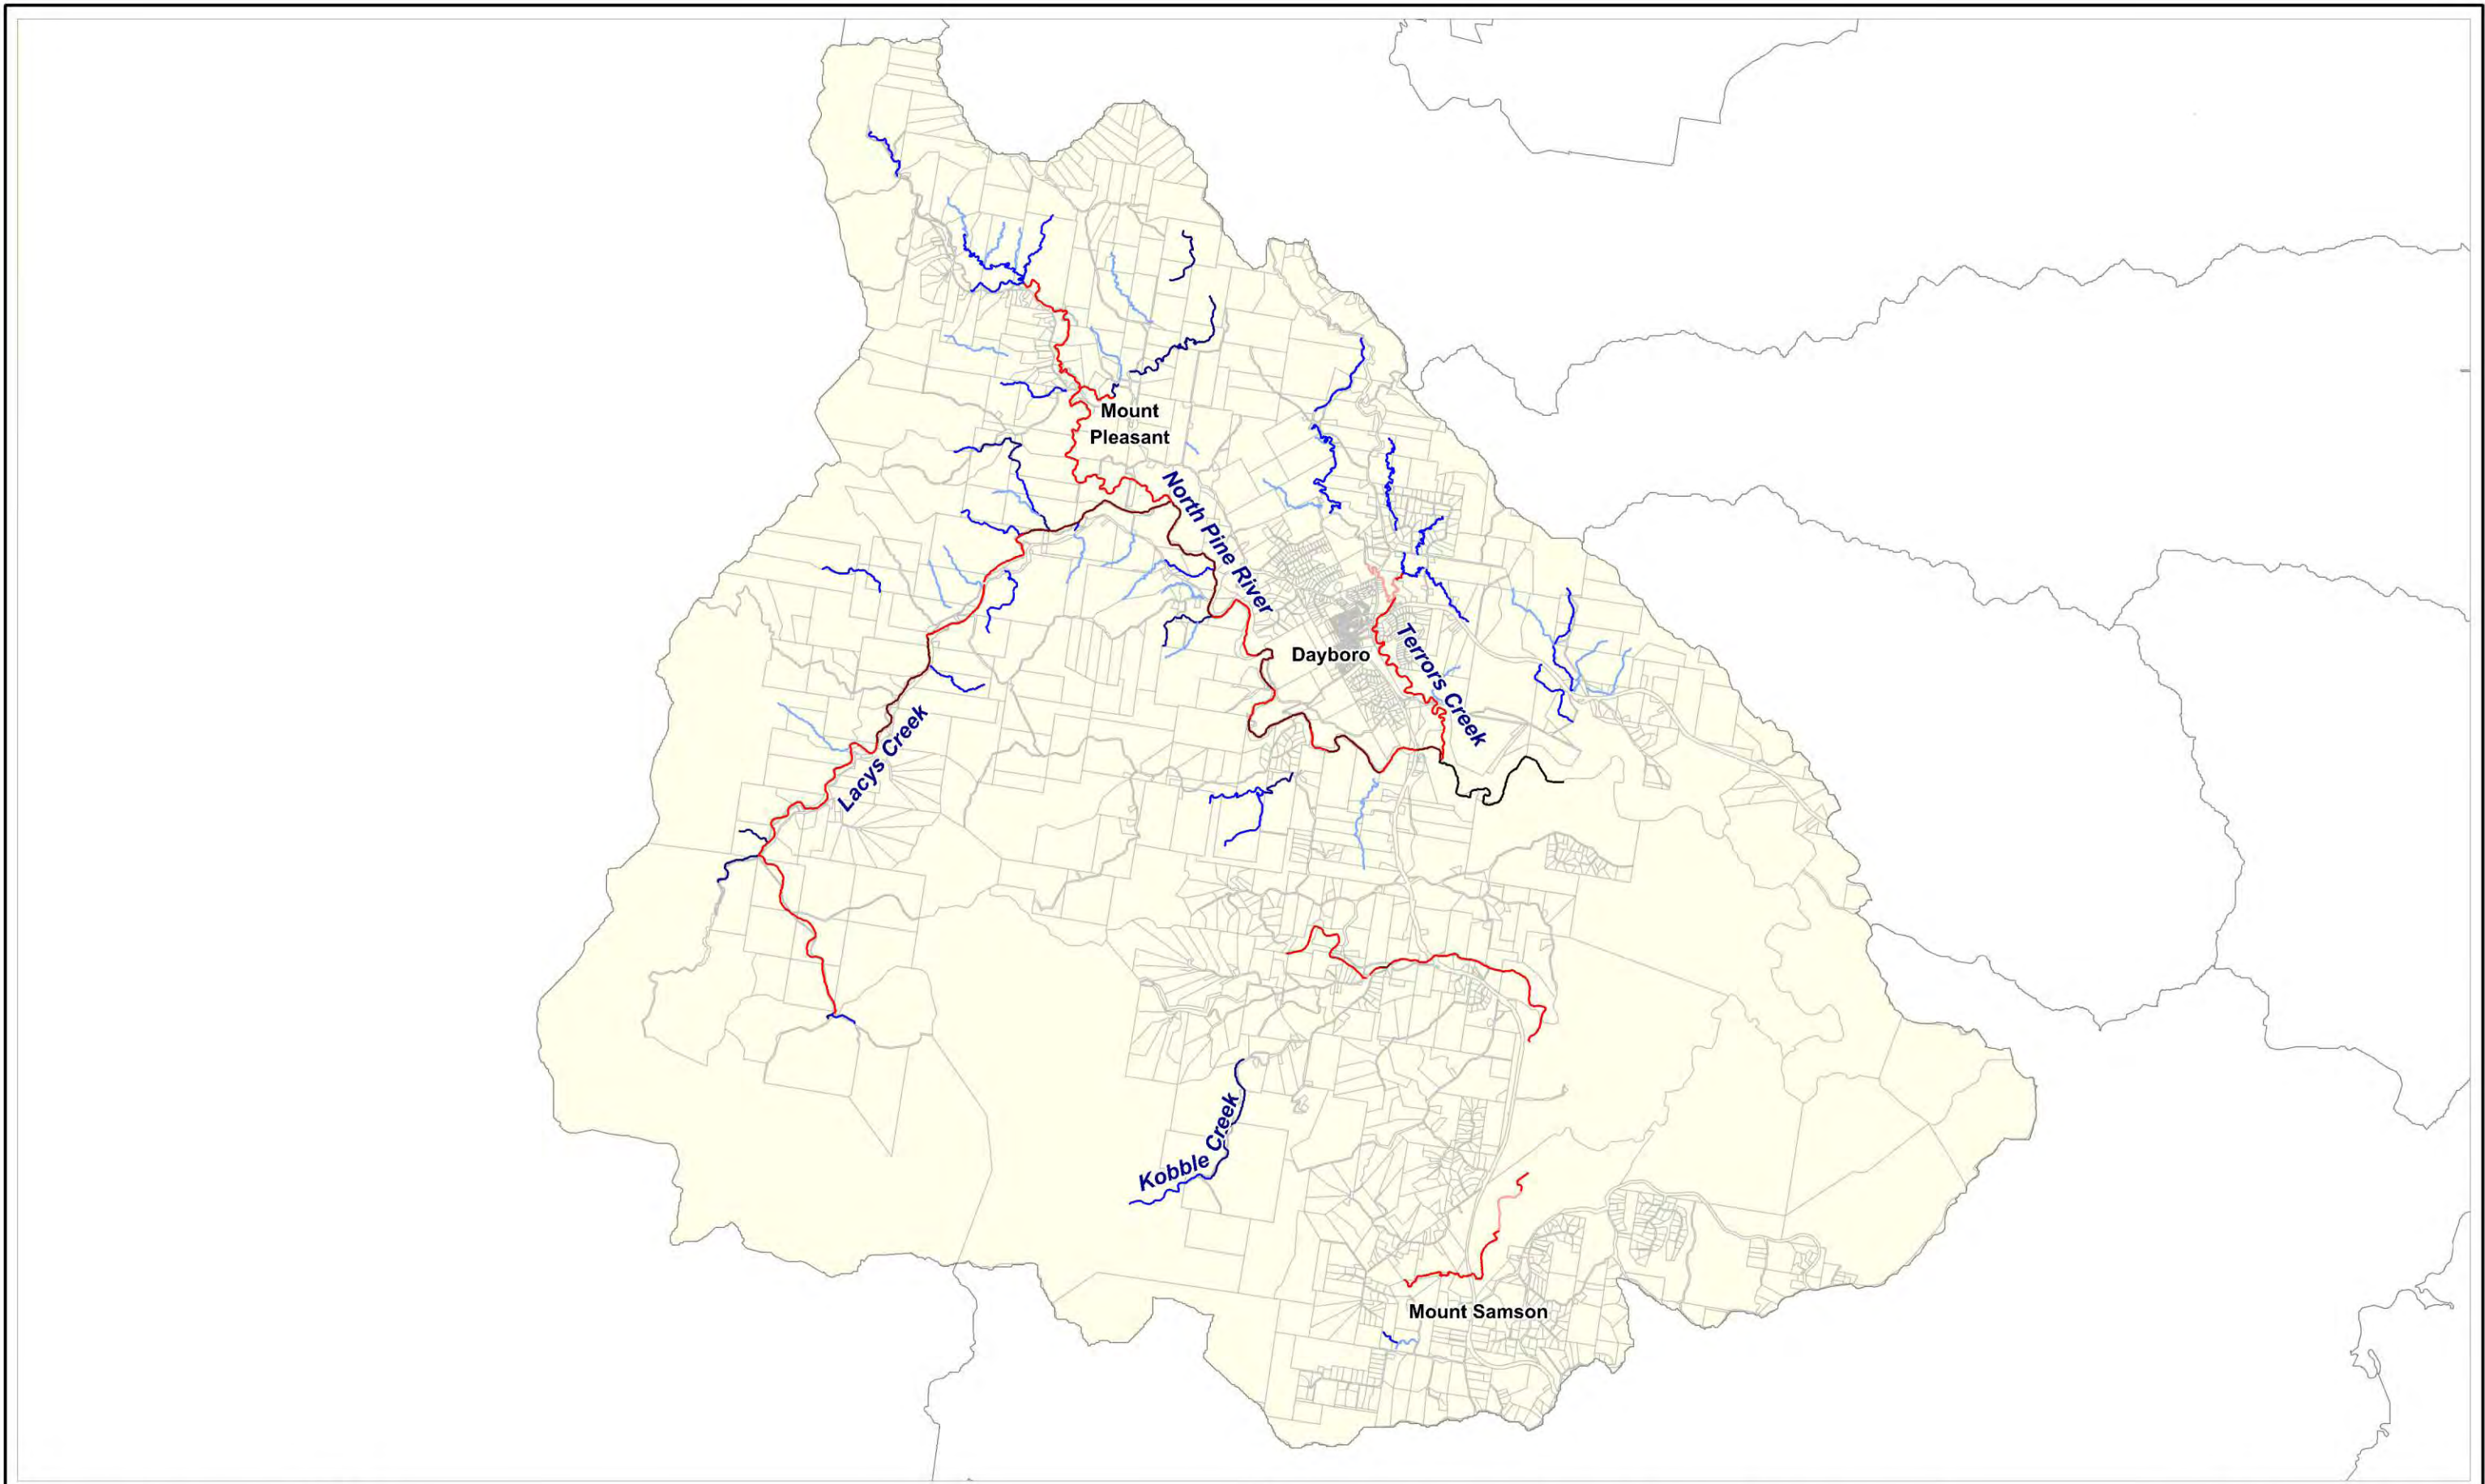 Mount
Pleasant
North Pine River
Terrors Creek
Dayboro
Lacys Creek
Kobble Creek
Mount Samson